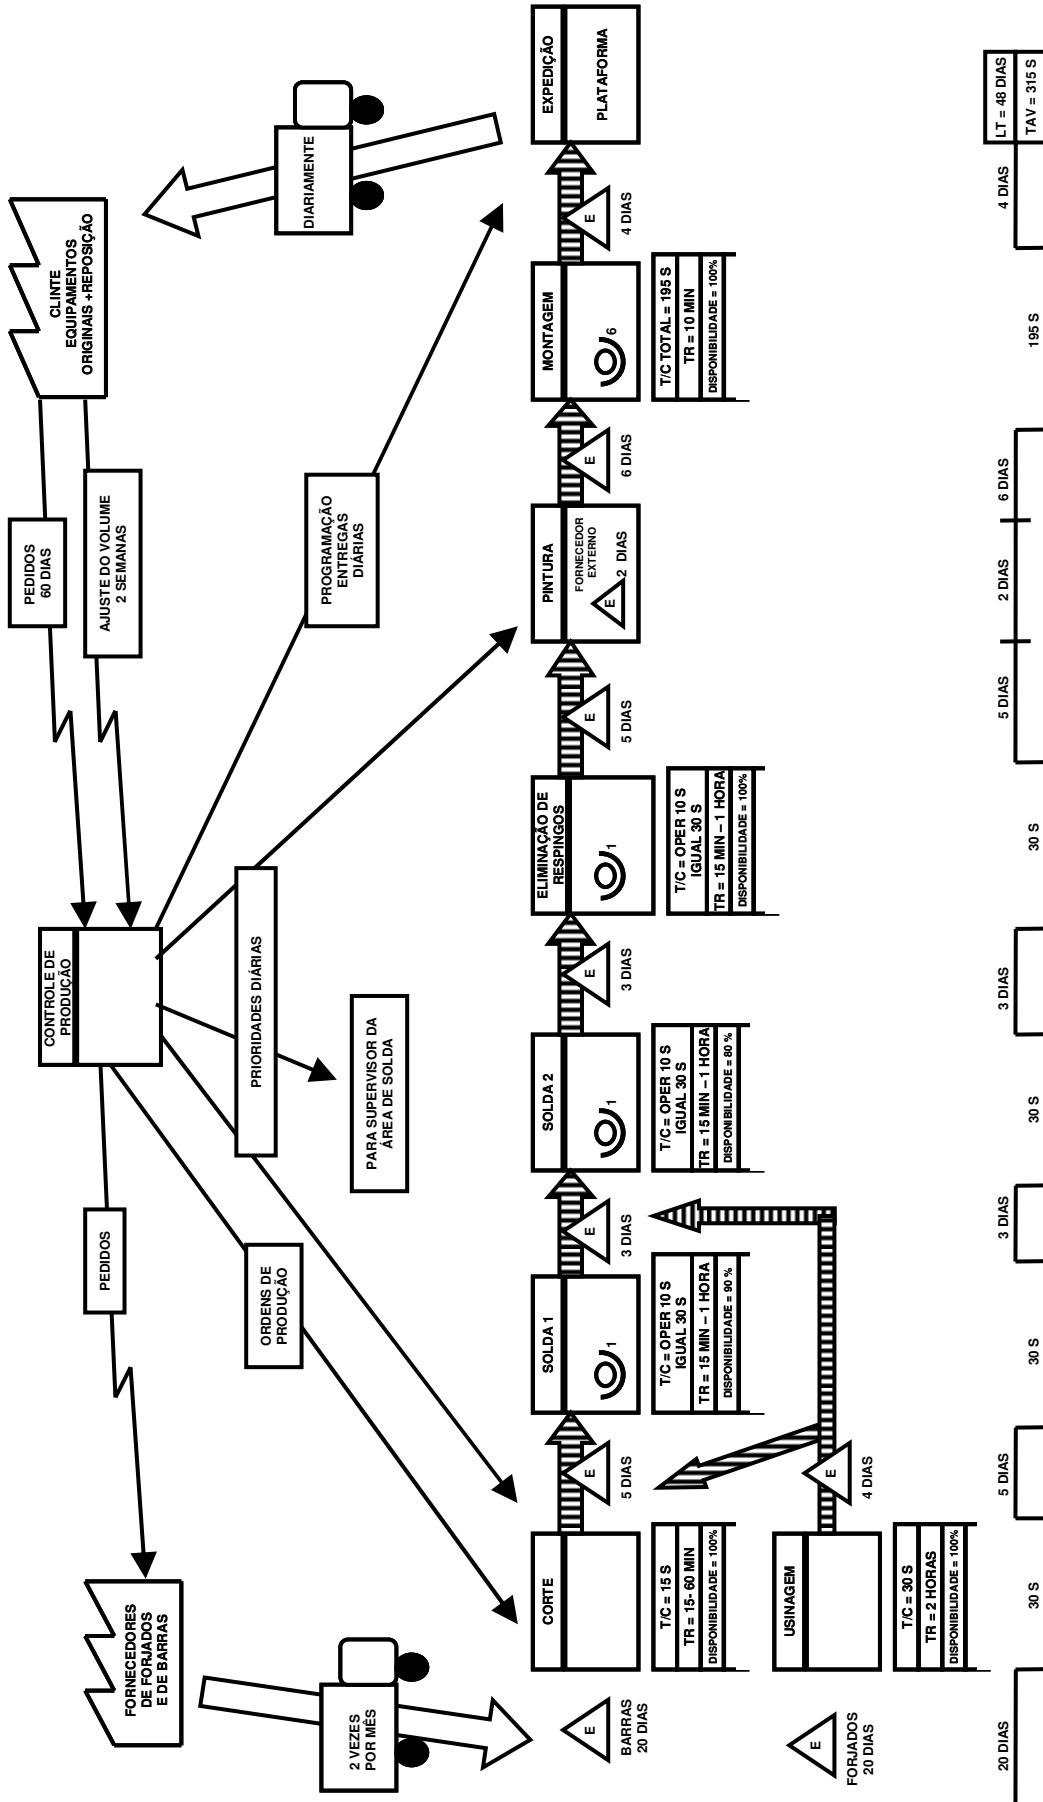 FORNECEDORES
DE FORJADOS
E DE BARRAS
PEDIDOS
CONTROLE DE
PRODUÇÃO
PEDIDOS
60 DIAS
AJUSTE DO VOLUME
2 SEMANAS
CLINTE
EQUIPAMENTOS
ORIGINAIS +REPOSIÇÃO
2 VEZES
POR MÊS
ORDENS DE
PRODUÇÃO
PRIORIDADES DIÁRIAS
PARA SUPERVISOR DA
ÁREA DE SOLDA
PROGRAMAÇÃO
ENTREGAS
DIÁRIAS
DIARIAMENTE
E
BARRAS
20 DIAS
CORTE
T/C = 15 S
TR = 15- 60 MIN
DISPONIBILIDADE = 100%
E
5 DIAS
SOLDA 1
1
T/C= OPER 10 S
IGUAL 30 S
TR = 15 MIN – 1 HORA
DISPONIBILIDADE = 90 %
E
3 DIAS
SOLDA 2
1
T/C= OPER 10 S
IGUAL 30 S
TR = 15 MIN – 1 HORA
DISPONIBILIDADE = 80 %
E
3 DIAS
ELIMINAÇÃO DE
RESPINGOS
1
T/C= OPER 10 S
IGUAL 30 S
TR = 15 MIN – 1 HORA
DISPONIBILIDADE = 100%
E
5 DIAS
PINTURA
FORNECEDOR
EXTERNO
E
2 DIAS
E
6 DIAS
MONTAGEM
6
T/C TOTAL = 195 S
TR = 10 MIN
DISPONIBILIDADE = 100%
E
4 DIAS
EXPEDIÇÃO
PLATAFORMA
E
FORJADOS
20 DIAS
USINAGEM
T/C = 30 S
TR = 2 HORAS
DISPONIBILIDADE = 100%
E
4 DIAS
20 DIAS
30 S
5 DIAS
30 S
3 DIAS
30 S
3 DIAS
30 S
5 DIAS
2 DIAS
6 DIAS
195 S
4 DIAS
LT = 48 DIAS
TAV = 315 S